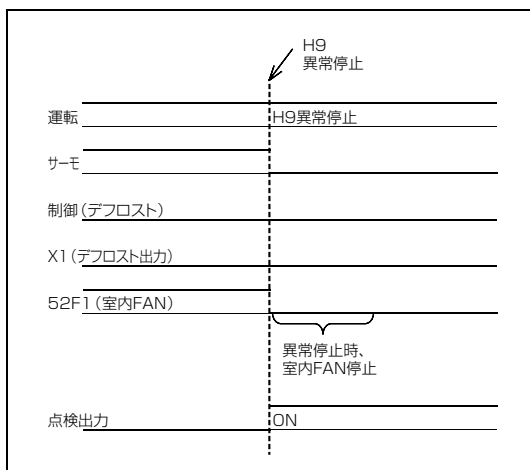 H9
異常停止
運転
H9異常停止
サーモ
制御(デフロスト)
X1(デフロスト出力)
52F1(室内FAN)
異常停止時、
室内FAN停止
点検出力
ON